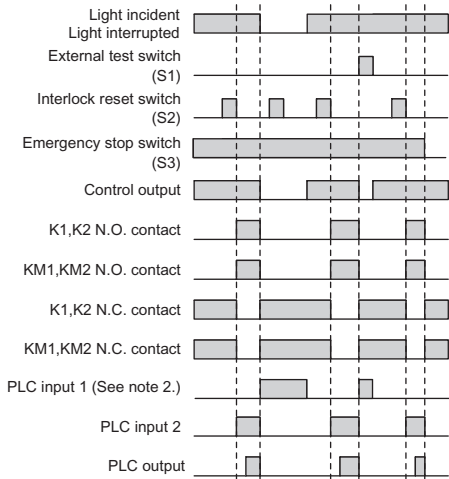 Light incident
Light interrupted
External test switch
(S1)
Interlock reset switch
(S2)
Emergency stop switch
(S3)
Control output
K1,K2 N.O. contact
KM1,KM2 N.O. contact
K1,K2 N.C. contact
KM1,KM2 N.C. contact
PLC input 1 (See note 2.)
PLC input 2
PLC output